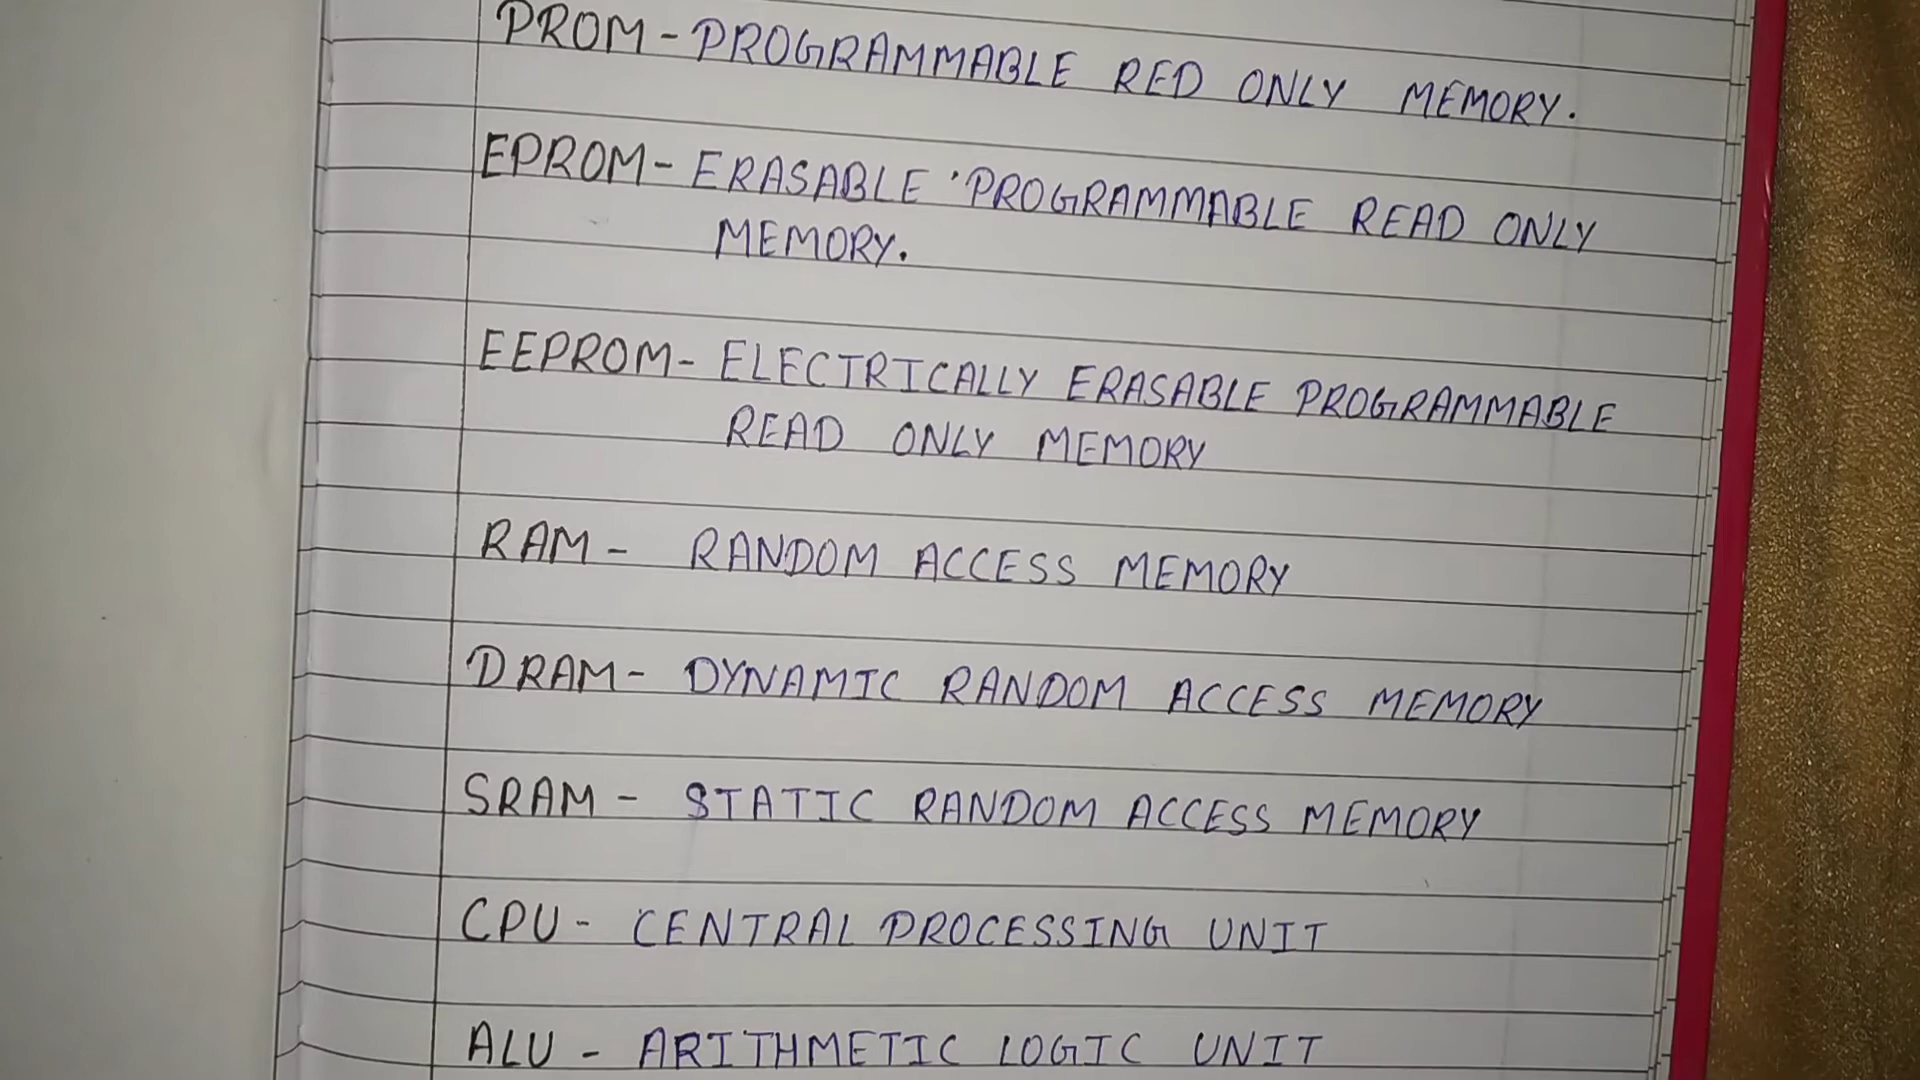 PROM - PROGRAMMABLE RED ONLY MEMORY.
EPROM - ERASABLE PROGRAMMABLE READ ONLY
MEMORY.
EEPROM - ELECTRICALLY ERASABLE PROGRAMMABLE
READ ONLY MEMORY
RAM - RANDOM ACCESS MEMORY
DRAM - DYNAMIC RANDOM ACCESS MEMORY
SRAM - STATIC RANDOM ACCESS MEMORY
CPU - CENTRAL PROCESSING UNIT
ALU - ARITHMETIC LOGIC UNIT